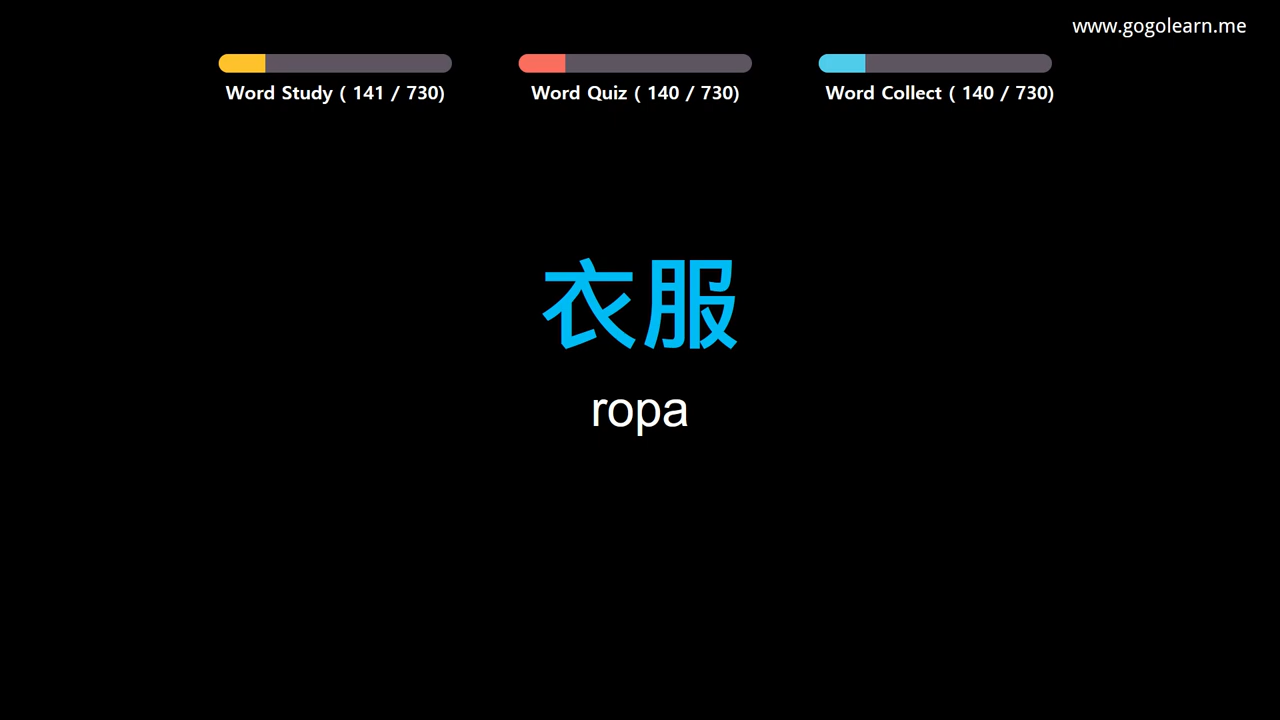 www.gogolearn.me
Word Study ( 141 / 730)
Word Quiz ( 140 / 730)
Word Collect ( 140 / 730)
衣服
ropa